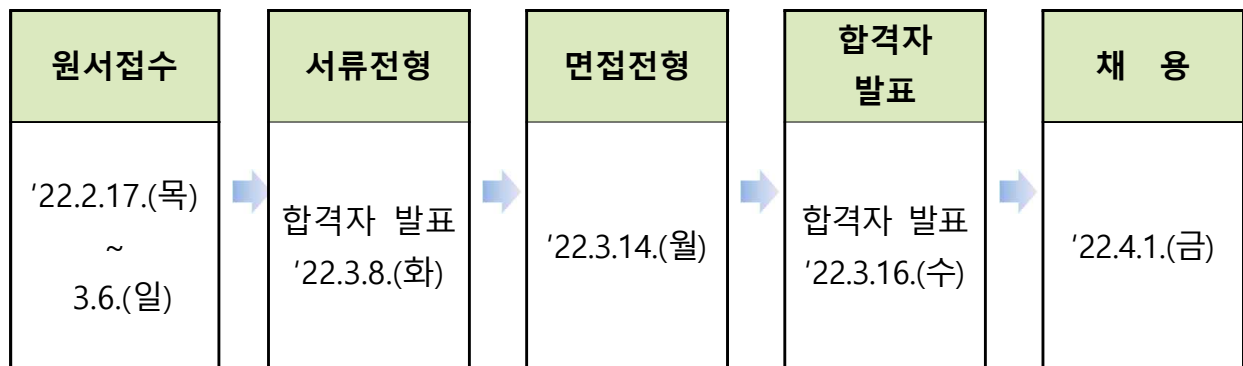 원서접수
'22.2.17.(목)
~
3.6.(일)
서류전형
합격자 발표
'22.3.8.(화)
면접전형
'22.3.14.(월)
합격자
발표
합격자 발표
'22.3.16.(수)
채 용
'22.4.1.(금)